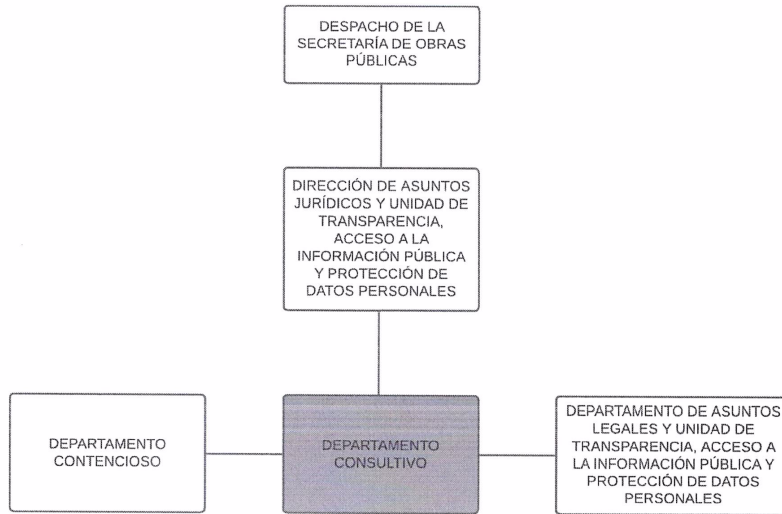 DESPACHO DE LA
SECRETARÍA DE OBRAS
PÚBLICAS
DIRECCIÓN DE ASUNTOS
JURÍDICOS Y UNIDAD DE
TRANSPARENCIA,
ACCESO A LA
INFORMACIÓN PÚBLICA
Y PROTECCIÓN DE
DATOS PERSONALES
DEPARTAMENTO
CONTENCIOSO
DEPARTAMENTO
CONSULTIVO
DEPARTAMENTO DE ASUNTOS
LEGALES Y UNIDAD DE
TRANSPARENCIA, ACCESO A
LA INFORMACIÓN PÚBLICA Y
PROTECCIÓN DE DATOS
PERSONALES